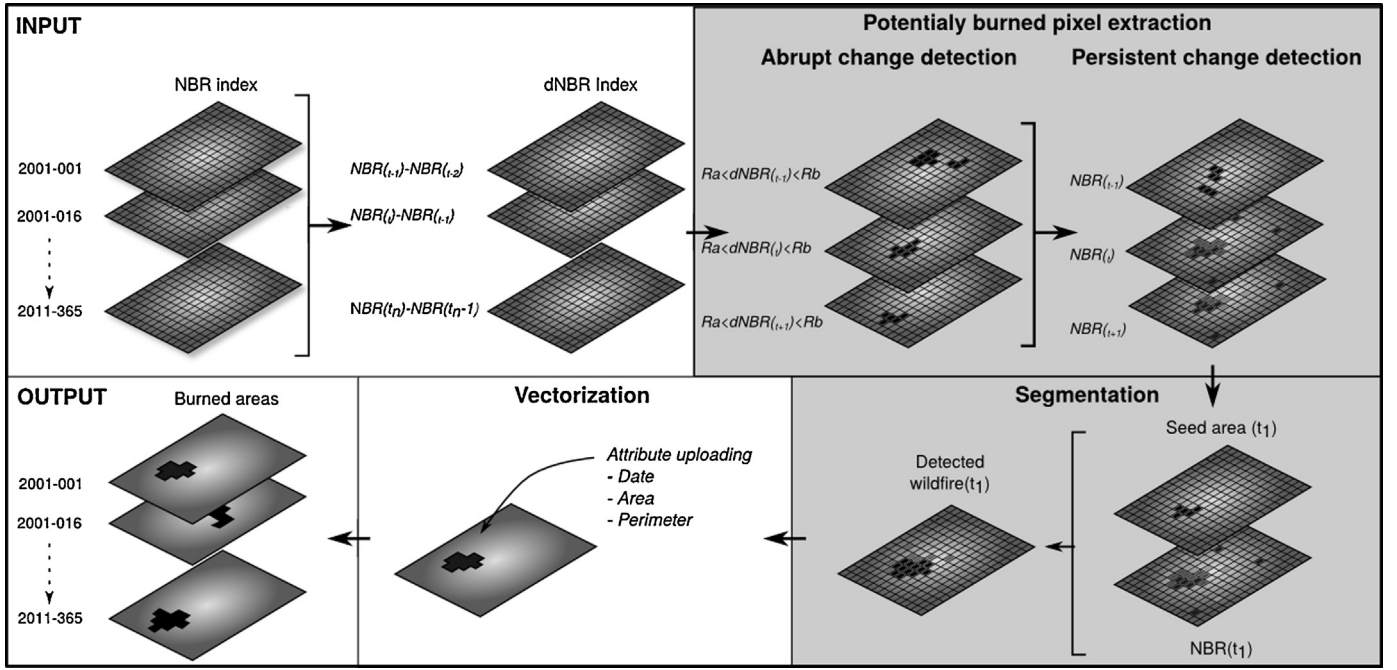 INPUT
NBR index
dNBR Index
2001-001
2001-016
2011-365
NBR(t-1)-NBR(t-2)
NBR(t)-NBR(t-1)
NBR(tn)-NBR(tn-1)
Potentialy burned pixel extraction
Abrupt change detection
Persistent change detection
Ra<dNBR(t-1)<Rb
Ra<dNBR(t)<Rb
Ra<dNBR(t+1)<Rb
NBR(t-1)
NBR(t)
NBR(t+1)
Segmentation
Seed area (t1)
NBR(t1)
Detected
wildfire(t1)
Vectorization
Attribute uploading
- Date
- Area
- Perimeter
OUTPUT
Burned areas
2001-001
2001-016
2011-365